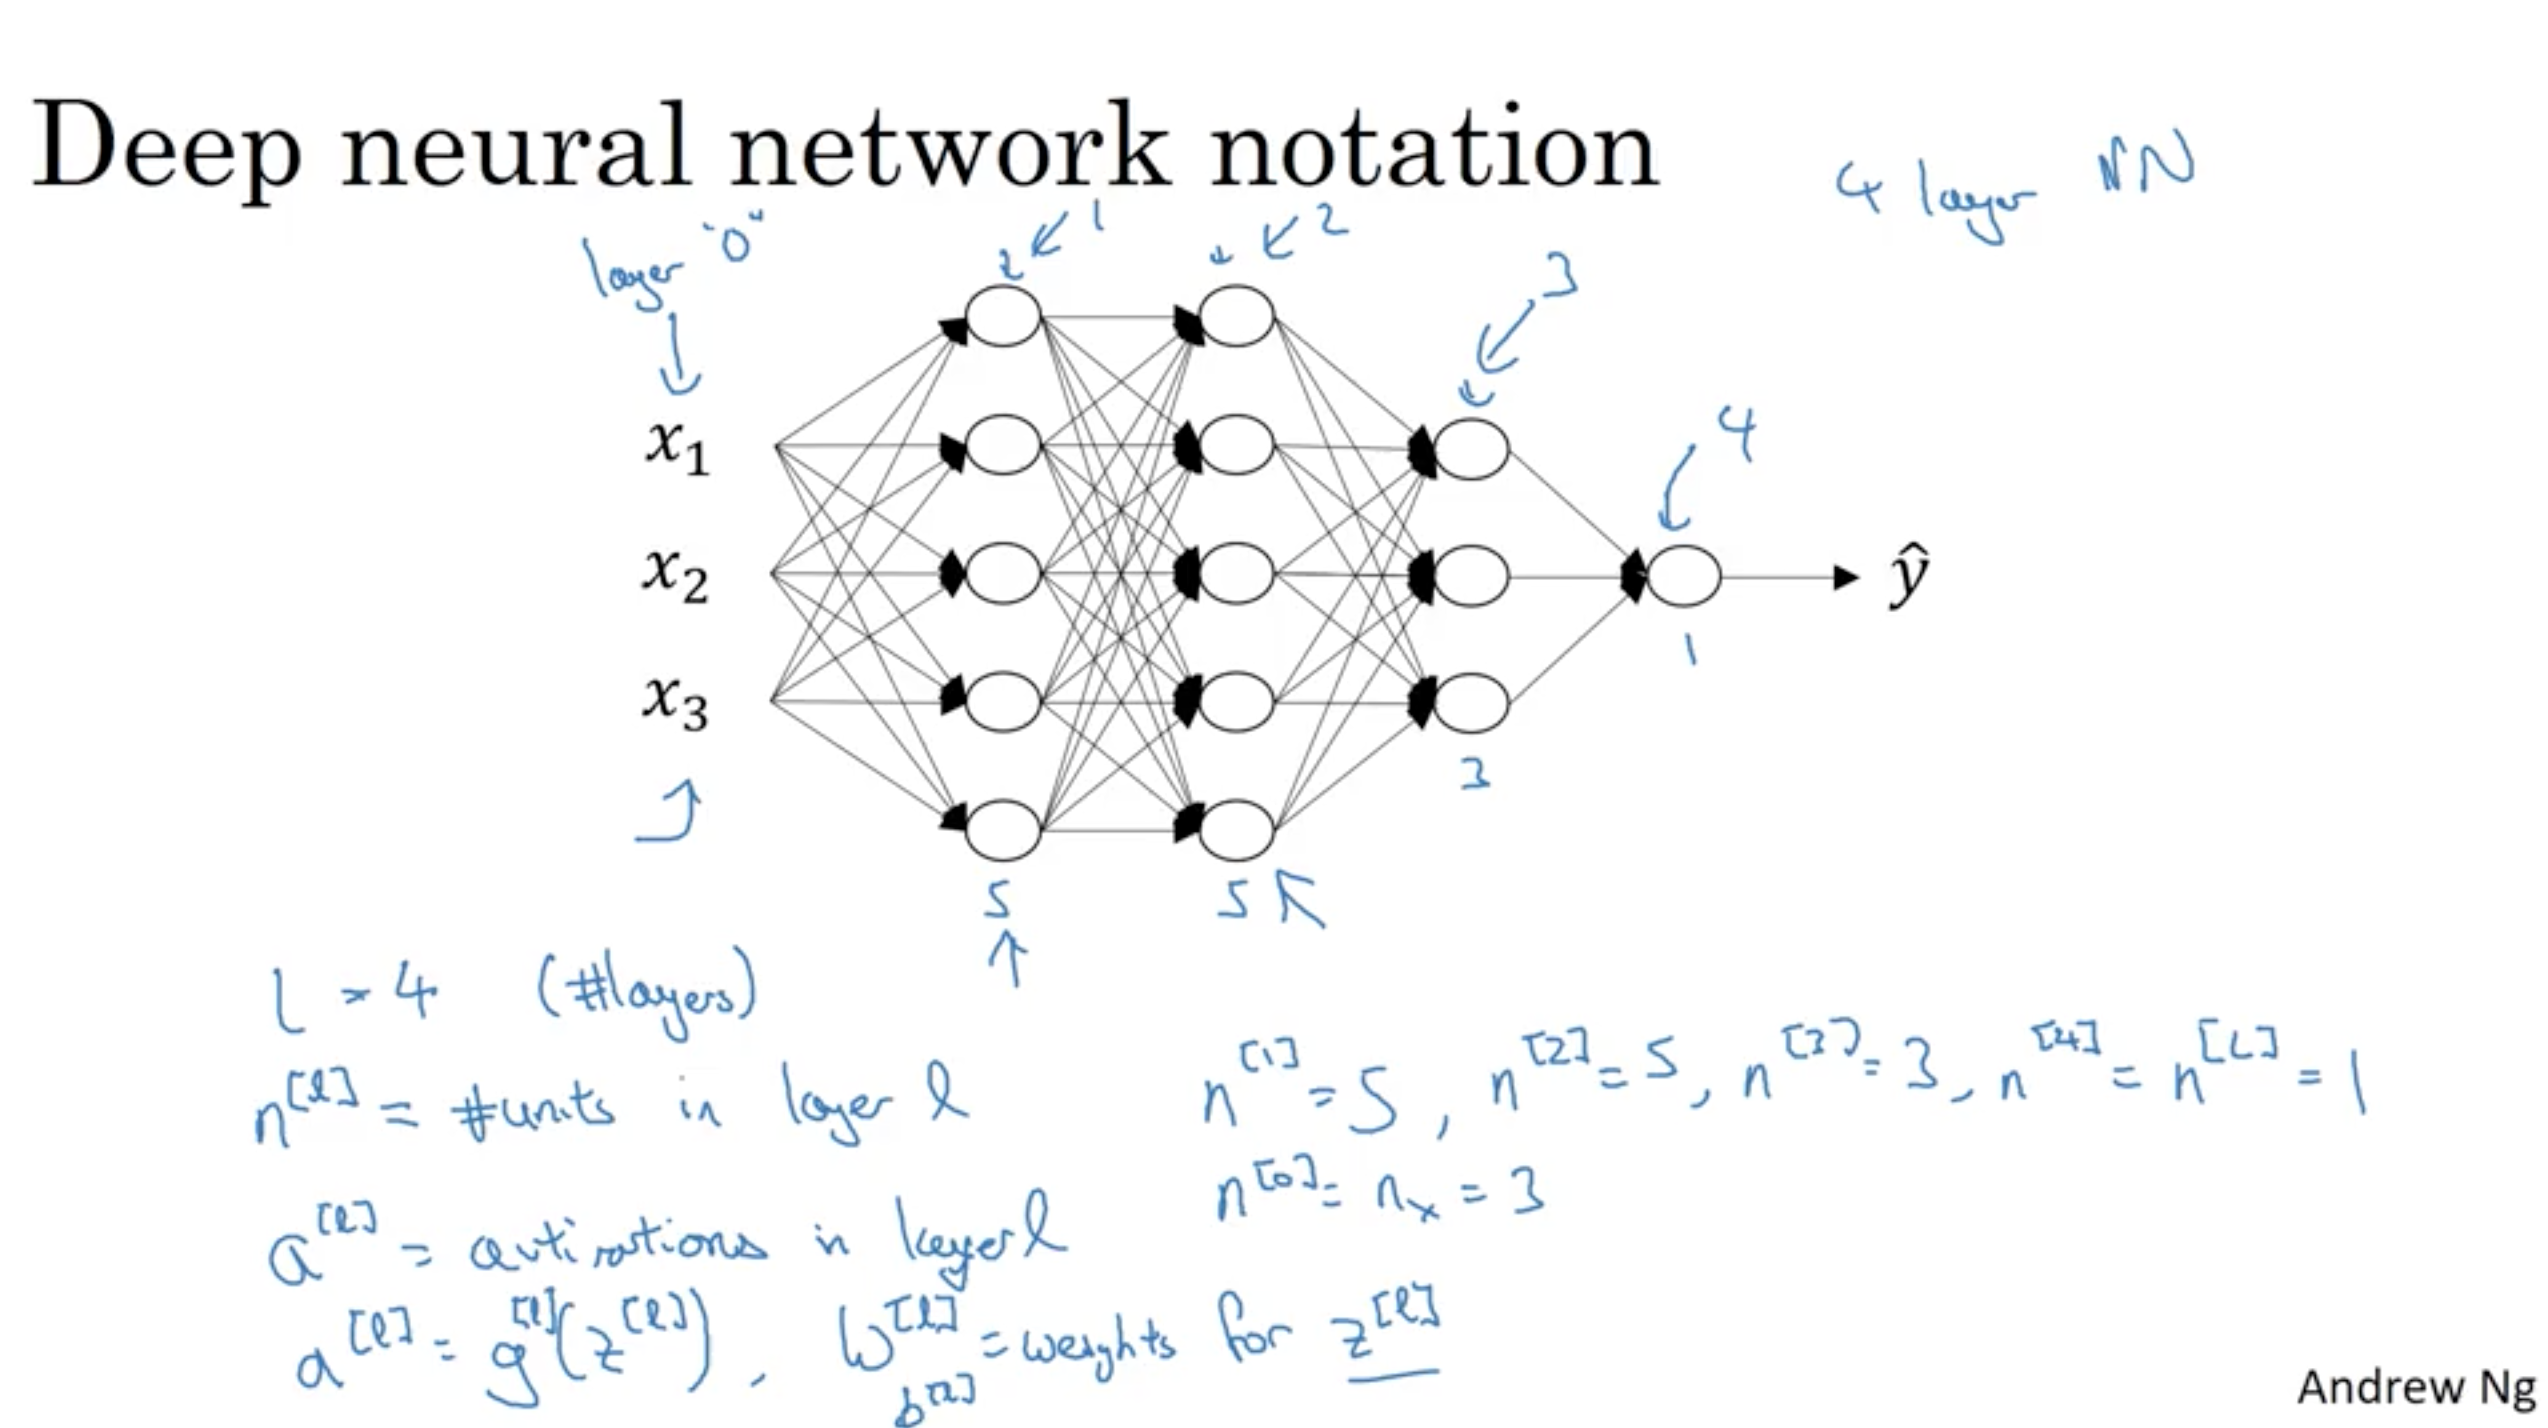 Deep neural network notation
4 layer NN
layer "0"
1
2
3
4
x₁
x₂
x₃
ŷ
1
3
5
5
L = 4 (#layers)
n^[l] = #units in layer l
n^[1] = 5, n^[2] = 5, n^[3] = 3, n^[4] = n^[L] = 1
n^[0] = nₓ = 3
a^[l] = activations in layer l
a^[l] = g^[l](z^[l]), W^[l] = weights for z^[l]
b^[l]
Andrew Ng